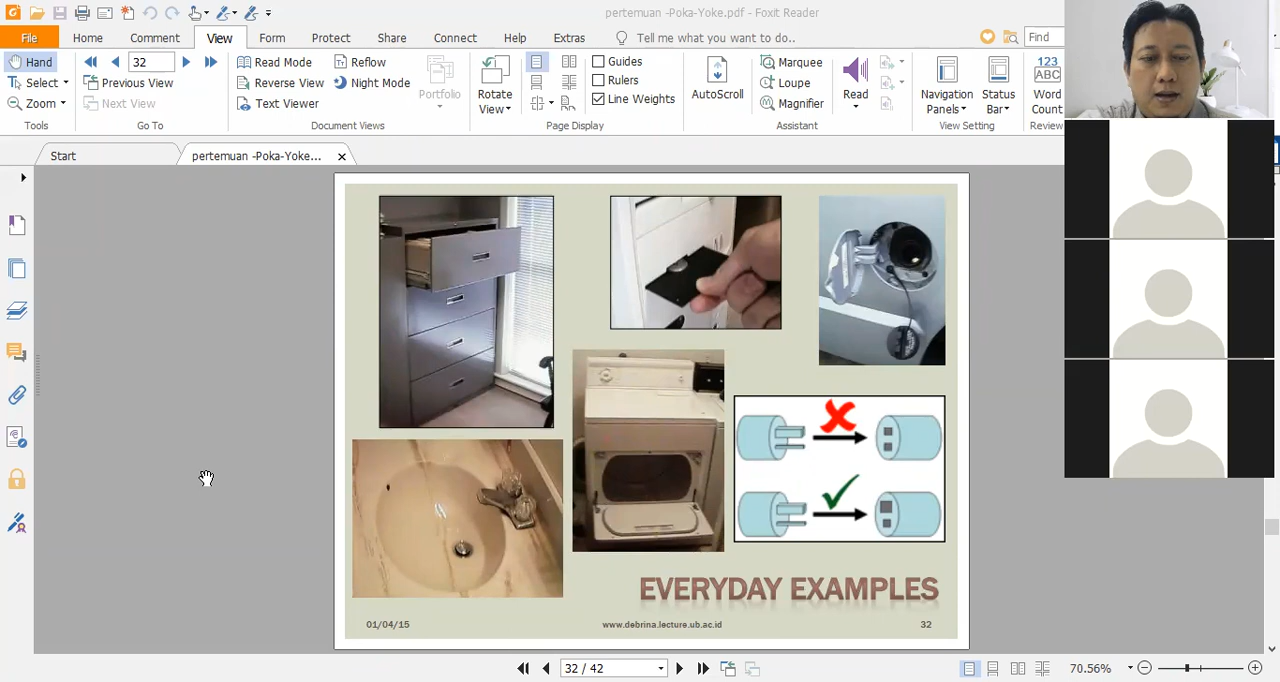 pertemuan -Poka-Yoke.pdf - Foxit Reader
File Home Comment View Form Protect Share Connect Help Extras Tell me what you want to do.. Find
Hand
Select
Zoom
Tools
32
Previous View
Next View
Go To
Read Mode Reflow
Reverse View Night Mode
Text Viewer
Document Views
Portfolio
Rotate
View
Guides
Rulers
Line Weights
Page Display
AutoScroll
Marquee
Loupe
Magnifier
Assistant
Read
Navigation
Panels
Status
Bar
View Setting
123
ABC
Word
Count
Review
Start
pertemuan -Poka-Yoke...
EVERYDAY EXAMPLES
01/04/15 www.debrina.lecture.ub.ac.id 32
32 / 42
70.56%